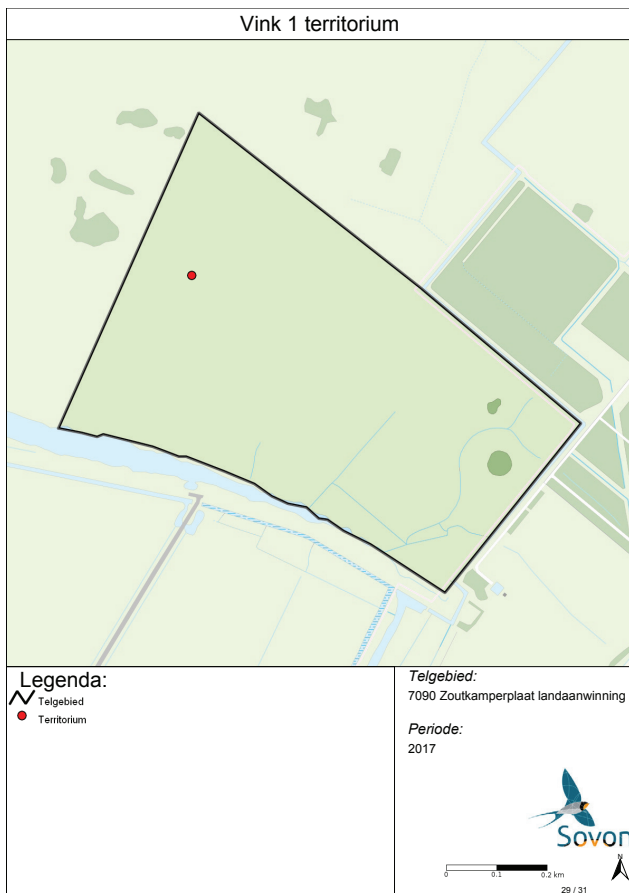 Vink 1 territorium
Legenda:
Telgebied
Territorium
Telgebied:
7090 Zoutkamperplaat landaanwinning
Periode:
2017
Sovon
N
0 0.1 0.2 km
29 / 31